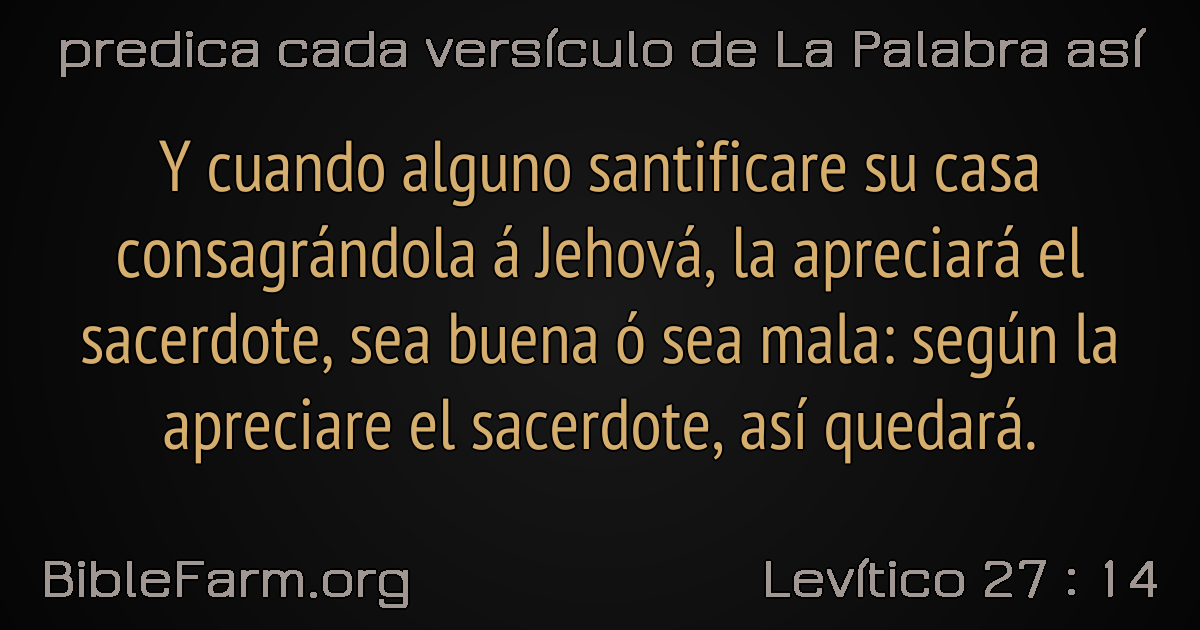 predica cada versículo de La Palabra así
Y cuando alguno santificare su casa
consagrándola á Jehová, la apreciará el
sacerdote, sea buena ó sea mala: según la
apreciare el sacerdote, así quedará.
BibleFarm.org
Levítico 27 : 14